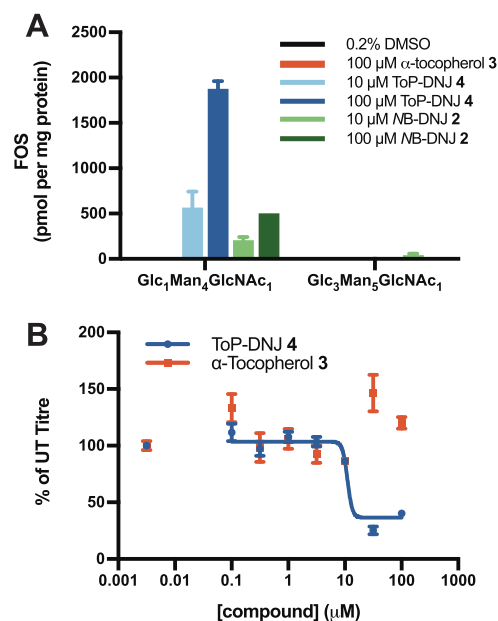 A
0.2% DMSO
100 µM α-tocopherol 3
10 µM ToP-DNJ 4
100 µM ToP-DNJ 4
10 µM NB-DNJ 2
100 µM NB-DNJ 2
FOS
(pmol per mg protein)
2500
2000
1500
1000
500
0
Glc₁Man₄GlcNAc₁
Glc₃Man₅GlcNAc₁
B
ToP-DNJ 4
α-Tocopherol 3
% of UT Titre
200
150
100
50
0
0.001
0.01
0.1
1
10
100
1000
[compound] (µM)